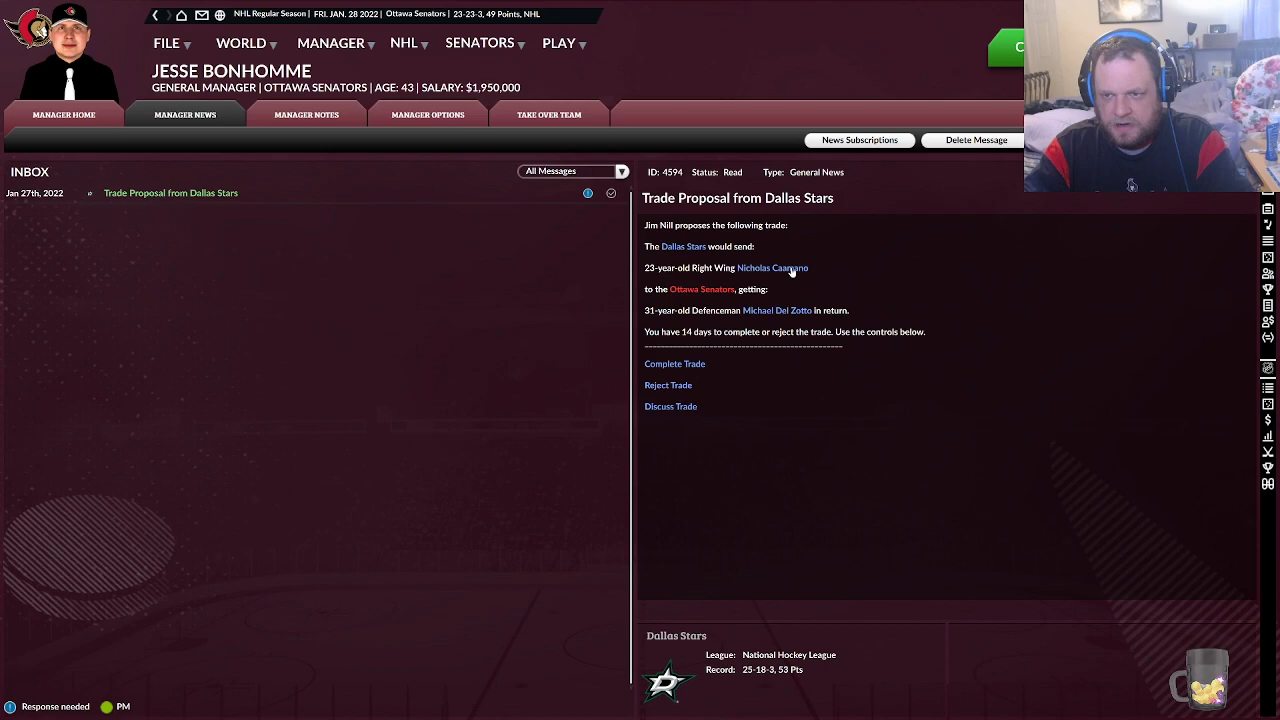 NHL Regular Season | FRI. JAN. 28 2022 | Ottawa Senators | 23-23-3, 49 Points, NHL
FILE WORLD MANAGER NHL SENATORS PLAY
C
JESSE BONHOMME
GENERAL MANAGER | OTTAWA SENATORS | AGE: 43 | SALARY: $1,950,000
MANAGER HOME MANAGER NEWS MANAGER NOTES MANAGER OPTIONS TAKE OVER TEAM
News Subscriptions Delete Message
INBOX All Messages
Jan 27th, 2022 Trade Proposal from Dallas Stars
ID: 4594 Status: Read Type: General News
Trade Proposal from Dallas Stars
Jim Nill proposes the following trade:
The Dallas Stars would send:
23-year-old Right Wing Nicholas Caamano
to the Ottawa Senators, getting:
31-year-old Defenceman Michael Del Zotto in return.
You have 14 days to complete or reject the trade. Use the controls below.
Complete Trade
Reject Trade
Discuss Trade
Dallas Stars
League: National Hockey League
Record: 25-18-3, 53 Pts
Response needed PM